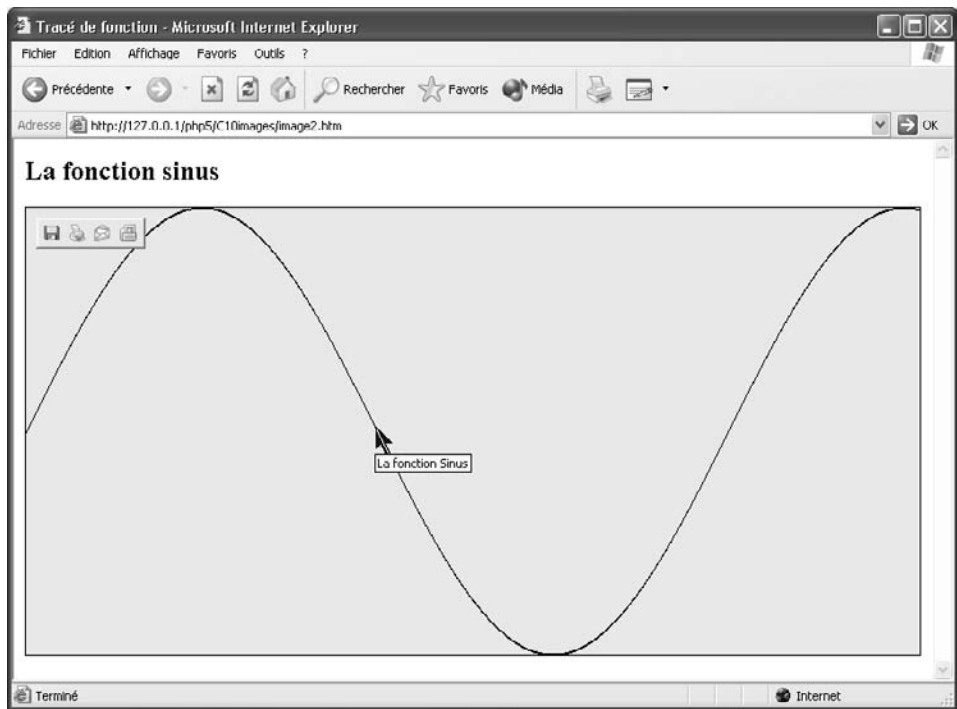 Tracé de fonction - Microsoft Internet Explorer
Fichier Edition Affichage Favoris Outils ?
Précédente Rechercher Favoris Média
Adresse http://127.0.0.1/php5/C10images/image2.htm OK
La fonction sinus
La fonction Sinus
Terminé Internet